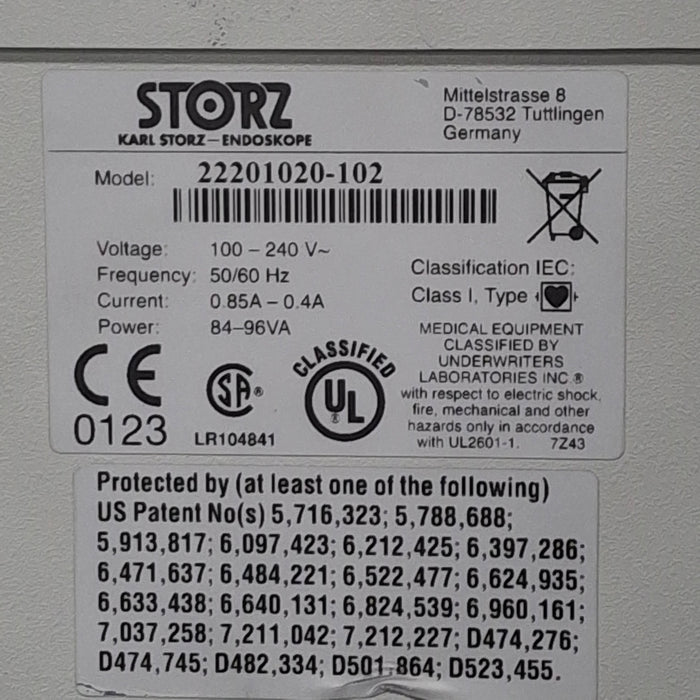 STORZ
KARL STORZ – ENDOSKOPE
Mittelstrasse 8
D-78532 Tuttlingen
Germany
Model: 22201020-102
Voltage: 100 – 240 V~
Frequency: 50/60 Hz
Current: 0.85A – 0.4A
Power: 84–96VA
Classification IEC:
Class I, Type
CE
0123
SA®
LR104841
CLASSIFIED
UL®
MEDICAL EQUIPMENT
CLASSIFIED BY
UNDERWRITERS
LABORATORIES INC.®
with respect to electric shock,
fire, mechanical and other
hazards only in accordance
with UL2601-1. 7Z43
Protected by (at least one of the following)
US Patent No(s) 5,716,323; 5,788,688;
5,913,817; 6,097,423; 6,212,425; 6,397,286;
6,471,637; 6,484,221; 6,522,477; 6,624,935;
6,633,438; 6,640,131; 6,824,539; 6,960,161;
7,037,258; 7,211,042; 7,212,227; D474,276;
D474,745; D482,334; D501,864; D523,455.